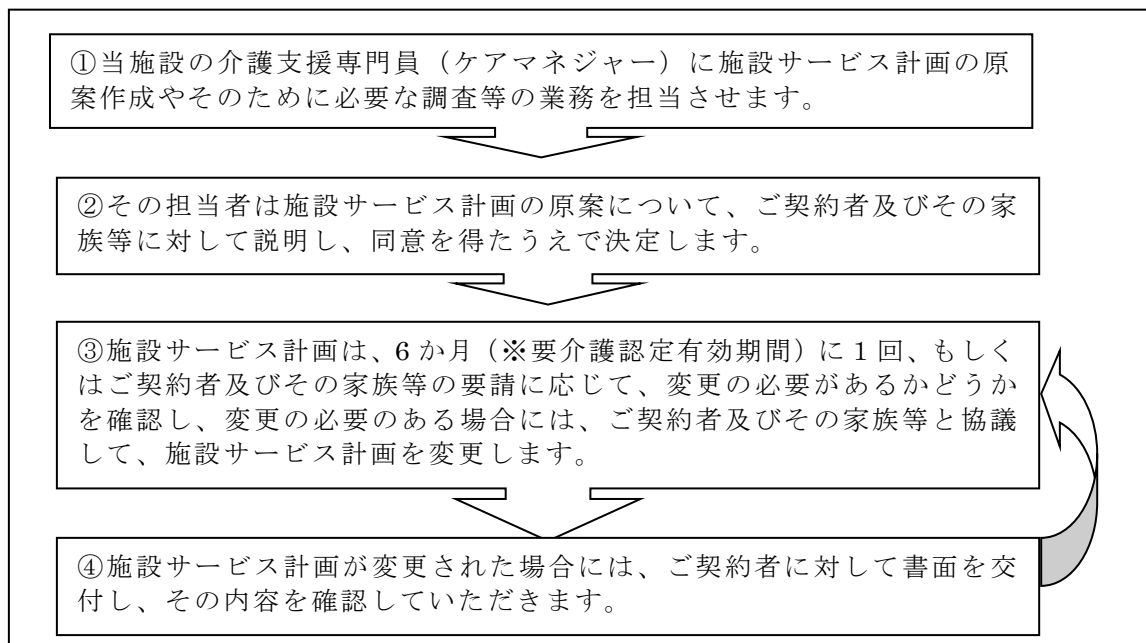 ①当施設の介護支援専門員（ケアマネジャー）に施設サービス計画の原
案作成やそのために必要な調査等の業務を担当させます。
②その担当者は施設サービス計画の原案について、ご契約者及びその家
族等に対して説明し、同意を得たうえで決定します。
③施設サービス計画は、6 か月（※要介護認定有効期間）に 1 回、もしく
はご契約者及びその家族等の要請に応じて、変更の必要があるかどうか
を確認し、変更の必要のある場合には、ご契約者及びその家族等と協議
して、施設サービス計画を変更します。
④施設サービス計画が変更された場合には、ご契約者に対して書面を交
付し、その内容を確認していただきます。